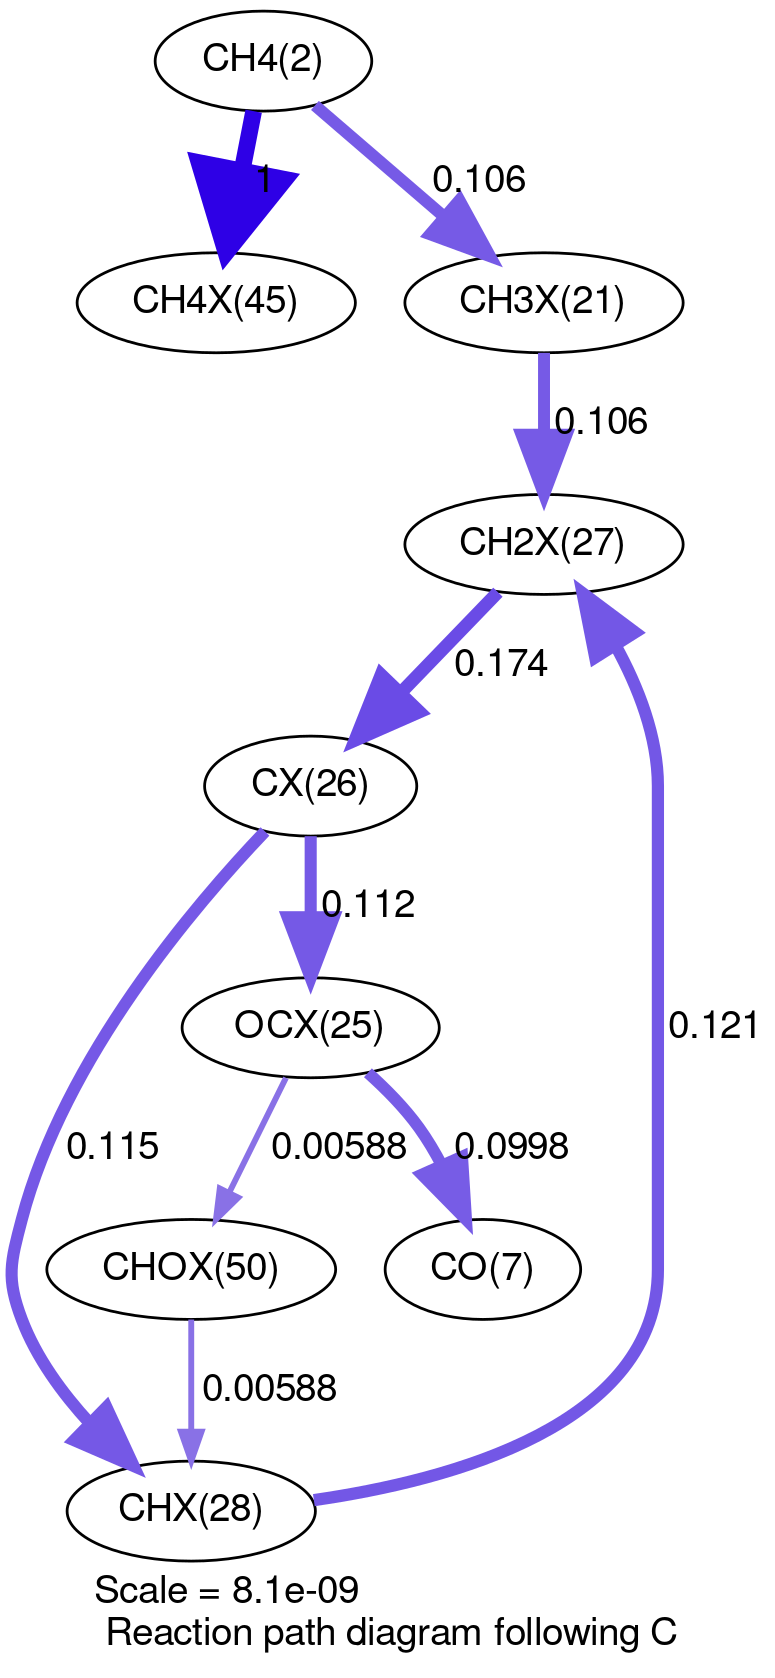 CH4(2)
1
0.106
CH4X(45)
CH3X(21)
0.106
CH2X(27)
0.174
CX(26)
0.112
OCX(25)
0.121
0.115
0.00588
0.0998
CHOX(50)
CO(7)
0.00588
CHX(28)
Scale = 8.1e-09
Reaction path diagram following C